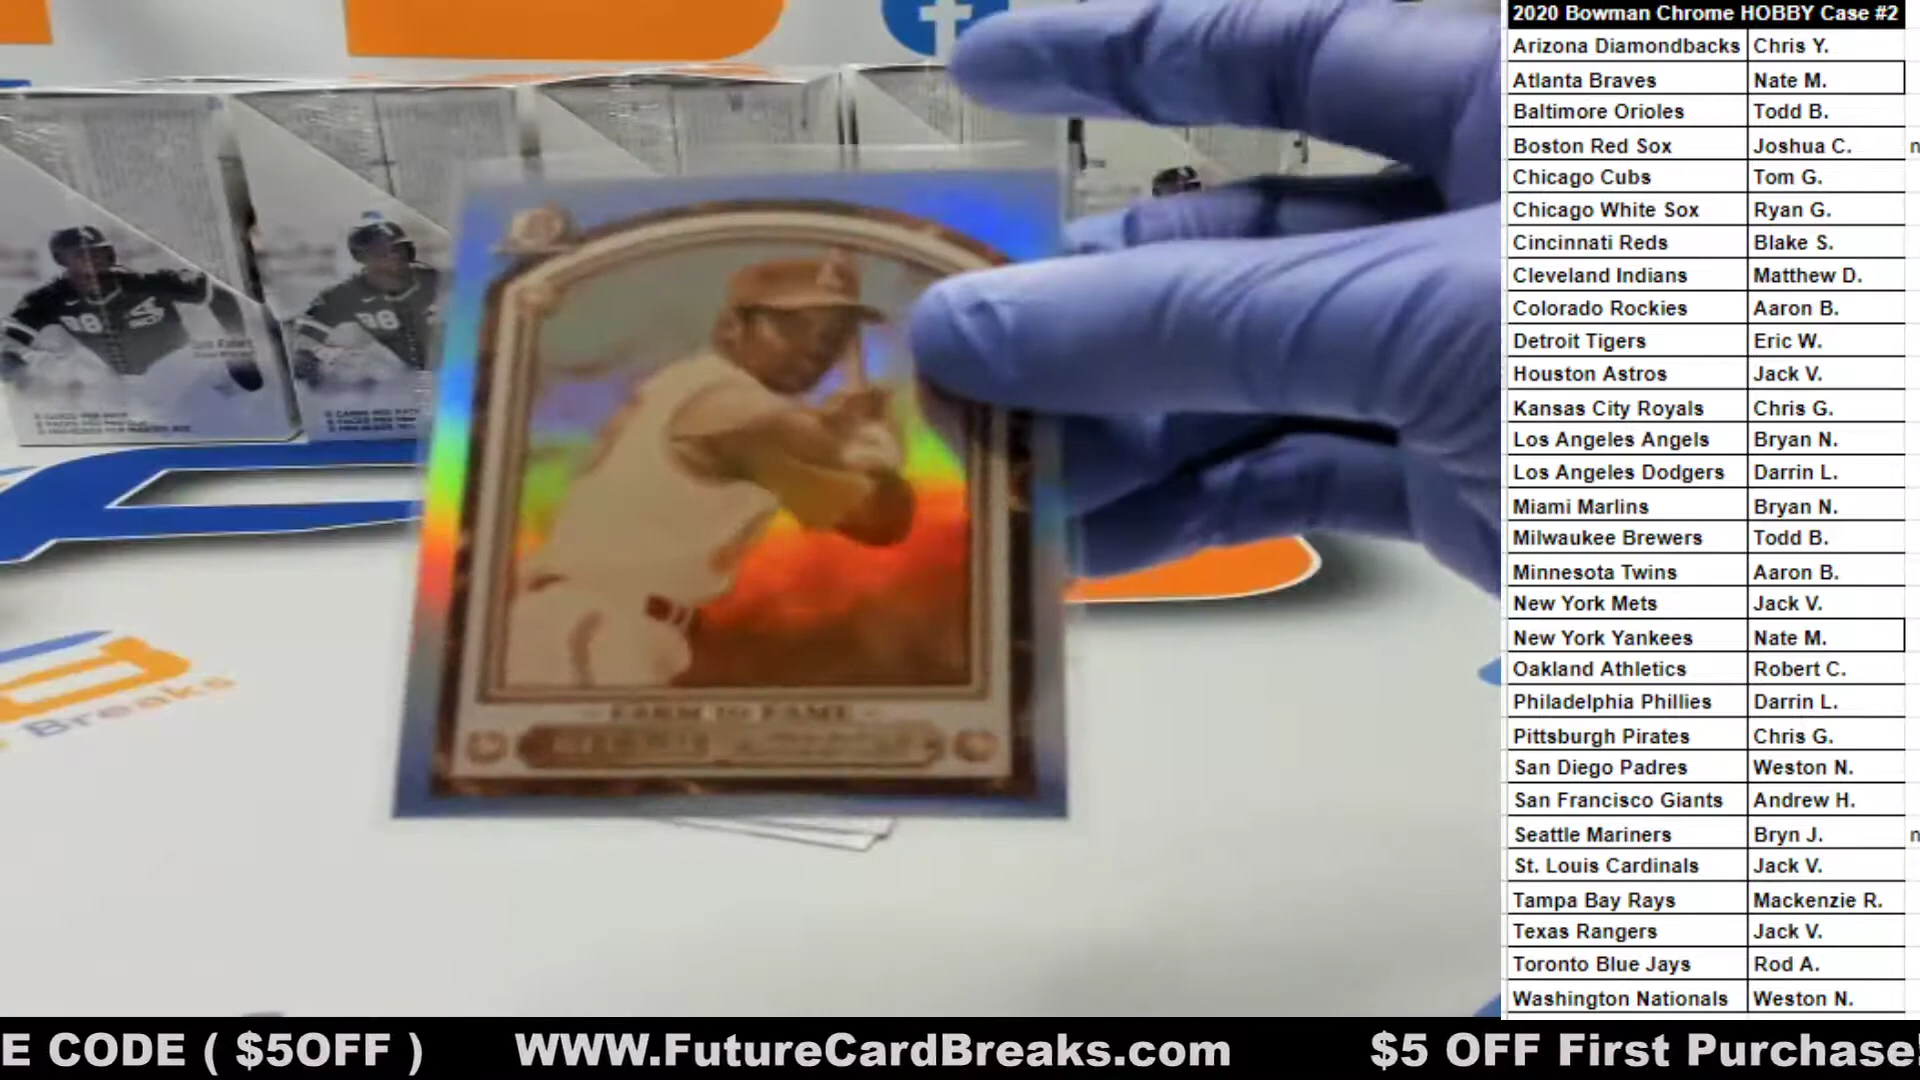 2020 Bowman Chrome HOBBY Case #2
Arizona Diamondbacks Chris Y.
Atlanta Braves Nate M.
Baltimore Orioles Todd B.
Boston Red Sox Joshua C.
Chicago Cubs Tom G.
Chicago White Sox Ryan G.
Cincinnati Reds Blake S.
Cleveland Indians Matthew D.
Colorado Rockies Aaron B.
Detroit Tigers Eric W.
Houston Astros Jack V.
Kansas City Royals Chris G.
Los Angeles Angels Bryan N.
Los Angeles Dodgers Darrin L.
Miami Marlins Bryan N.
Milwaukee Brewers Todd B.
Minnesota Twins Aaron B.
New York Mets Jack V.
New York Yankees Nate M.
Oakland Athletics Robert C.
Philadelphia Phillies Darrin L.
Pittsburgh Pirates Chris G.
San Diego Padres Weston N.
San Francisco Giants Andrew H.
Seattle Mariners Bryn J.
St. Louis Cardinals Jack V.
Tampa Bay Rays Mackenzie R.
Texas Rangers Jack V.
Toronto Blue Jays Rod A.
Washington Nationals Weston N.
FARM TO FAME
Breaks
E CODE ( $5OFF ) WWW.FutureCardBreaks.com $5 OFF First Purchase!